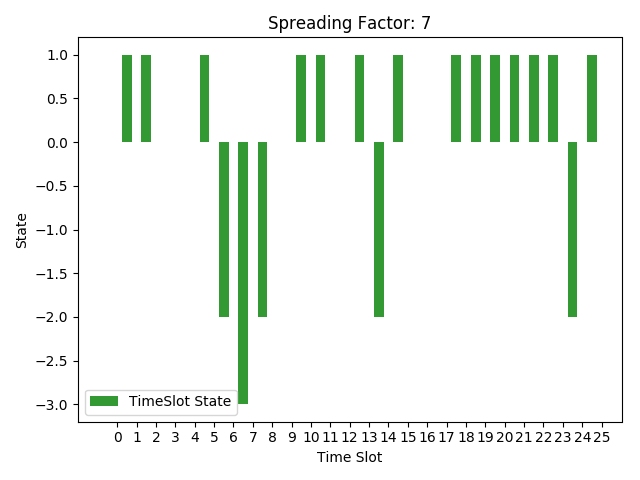 Spreading Factor: 7
1.0
0.5
0.0
−0.5
−1.0
−1.5
−2.0
−2.5
−3.0
State
TimeSlot State
0 1 2 3 4 5 6 7 8 9 10 11 12 13 14 15 16 17 18 19 20 21 22 23 24 25
Time Slot